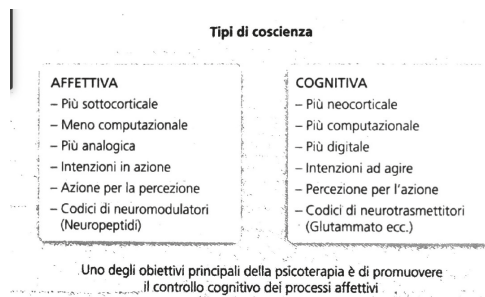 Tipi di coscienza
AFFETTIVA
– Più sottocorticale
– Meno computazionale
– Più analogica
– Intenzioni in azione
– Azione per la percezione
– Codici di neuromodulatori
(Neuropeptidi)
COGNITIVA
– Più neocorticale
– Più computazionale
– Più digitale
– Intenzioni ad agire
– Percezione per l'azione
– Codici di neurotrasmettitori
(Glutammato ecc.)
Uno degli obiettivi principali della psicoterapia è di promuovere
il controllo cognitivo dei processi affettivi